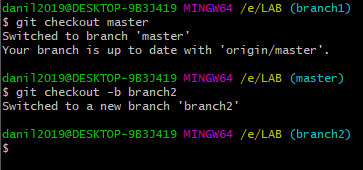 danil2019@DESKTOP-9B3J419 MINGW64 /e/LAB (branch1)
$ git checkout master
Switched to branch 'master'
Your branch is up to date with 'origin/master'.
danil2019@DESKTOP-9B3J419 MINGW64 /e/LAB (master)
$ git checkout -b branch2
Switched to a new branch 'branch2'
danil2019@DESKTOP-9B3J419 MINGW64 /e/LAB (branch2)
$